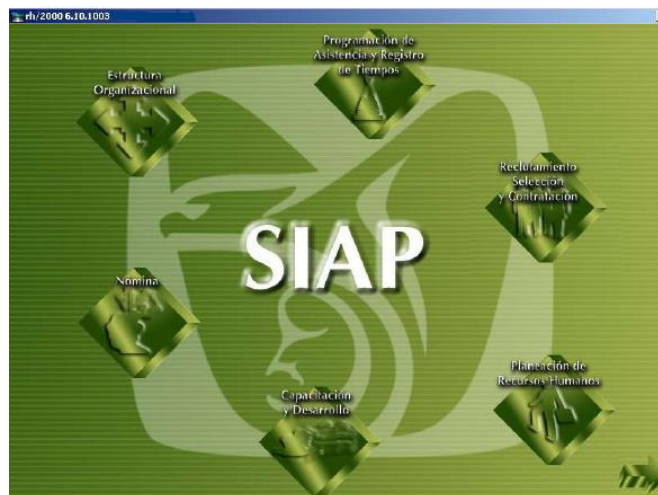 rh/2000 6.10.1003
Programación de
Asistencia y Registro
de Tiempos
Estructura
Organizacional
Reclutamiento
Selección
y Contratación
SIAP
Nómina
Planeación de
Recursos Humanos
Capacitación
y Desarrollo